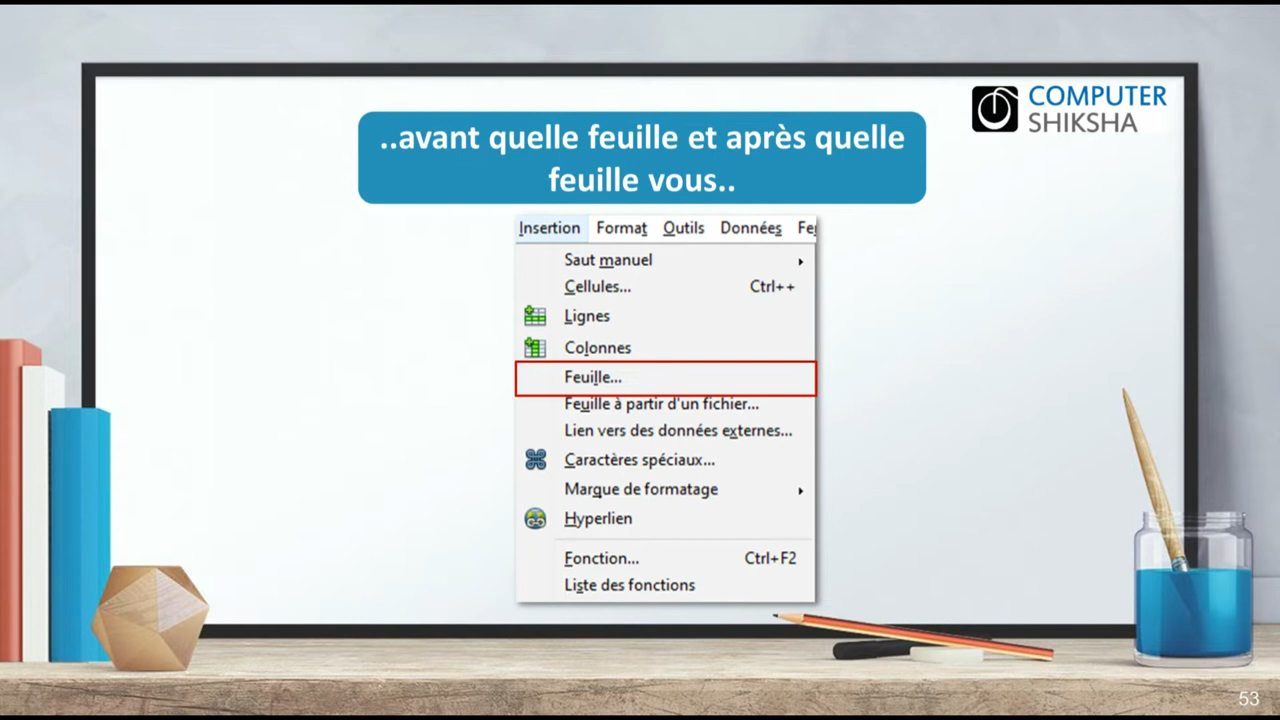 COMPUTER
SHIKSHA
..avant quelle feuille et après quelle
feuille vous..
Insertion Format Outils Données
Saut manuel
Cellules... Ctrl++
Lignes
Colonnes
Feuille...
Feuille à partir d'un fichier...
Lien vers des données externes...
Caractères spéciaux...
Marque de formatage
Hyperlien
Fonction... Ctrl+F2
Liste des fonctions
53